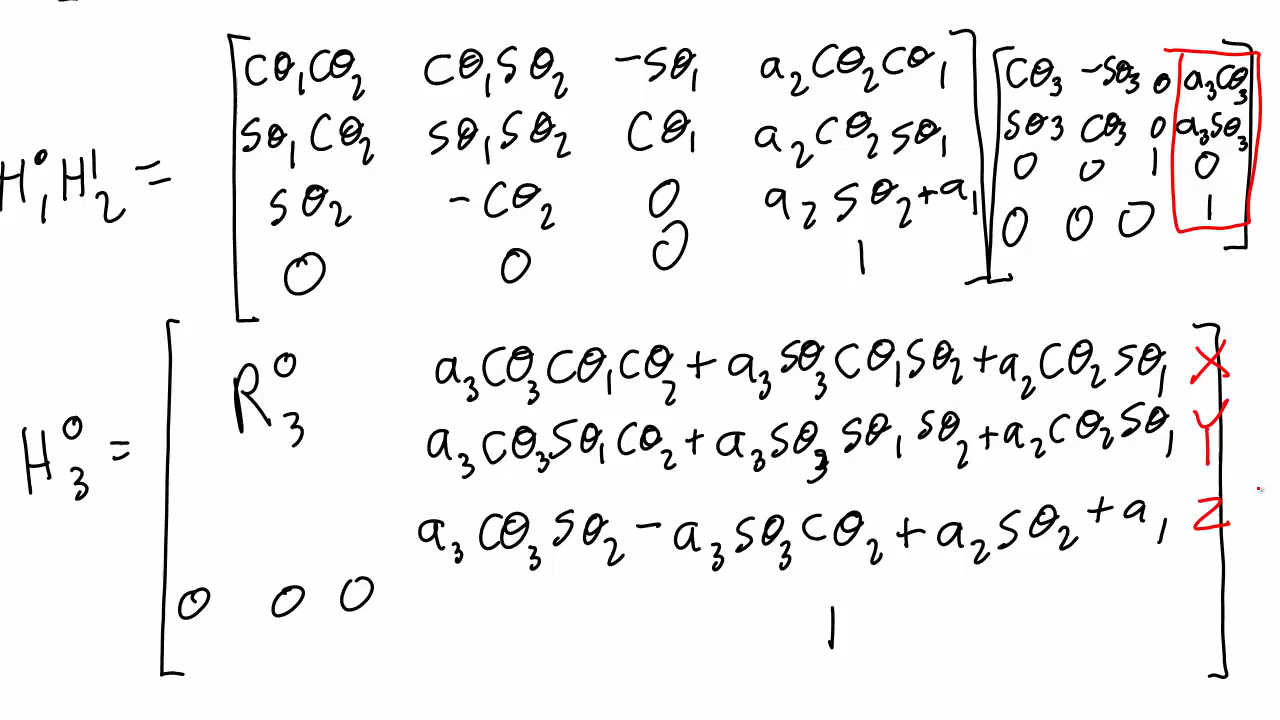 Cθ₁Cθ₂ Cθ₁Sθ₂ -Sθ₁ a₂Cθ₂Cθ₁ Cθ₃ -Sθ₃ 0 a₃Cθ₃
Sθ₁Cθ₂ Sθ₁Sθ₂ Cθ₁ a₂Cθ₂Sθ₁ Sθ₃ Cθ₃ 0 a₃Sθ₃
H⁰₁H¹₂ = Sθ₂ -Cθ₂ 0 a₂Sθ₂+a₁ 0 0 1 0
0 0 0 1 0 0 0 1
R⁰₃ a₃Cθ₃Cθ₁Cθ₂ + a₃Sθ₃Cθ₁Sθ₂ + a₂Cθ₂Sθ₁ X
H⁰₃ = a₃Cθ₃Sθ₁Cθ₂ + a₃Sθ₃Sθ₁Sθ₂ + a₂Cθ₂Sθ₁ Y
a₃Cθ₃Sθ₂ - a₃Sθ₃Cθ₂ + a₂Sθ₂ + a₁ Z
0 0 0 1